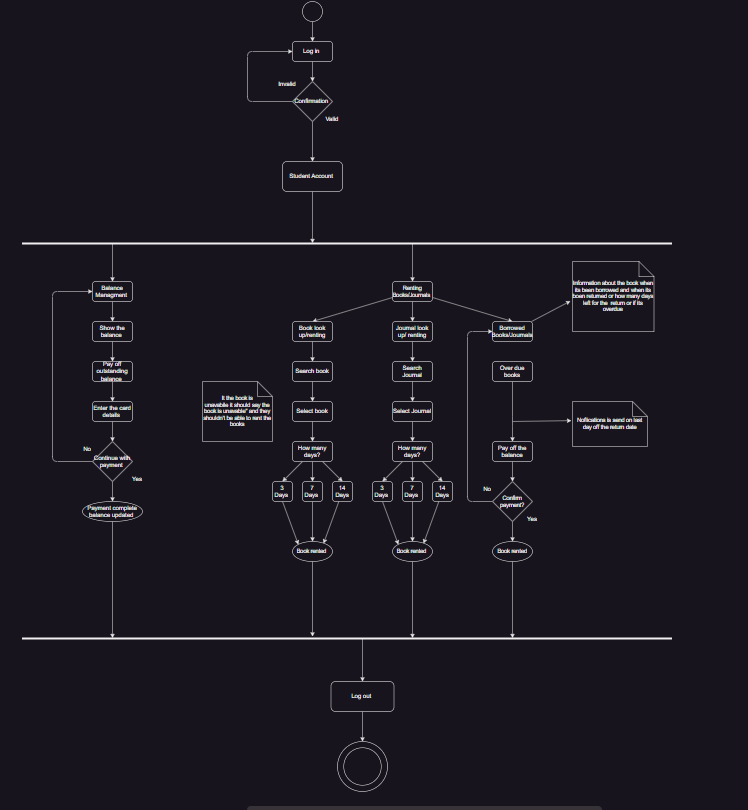 Log in
Invalid
Confirmation
Valid
Student Account
Balance
Managment
Show the
balance
Pay off
outstanding
balance
Enter the card
details
No
Continue with
payment
Yes
Payment complete
balance updated
Renting
Books/Journals
Book look
up/renting
Search book
Select book
If the book is
unavaible it should say the
book is unavable" and they
shouldn't be able to rent the
books
How many
days?
3
Days
7
Days
14
Days
Book rented
Journal look
up/ renting
Search
Journal
Select Journal
How many
days?
3
Days
7
Days
14
Days
Book rented
Borrowed
Books/Journals
Information about the book when
its been borrowed and when its
been returned or how many days
left for the return or if its
overdue
Over due
books
Notifications is send on last
day off the return date
Pay off the
balance
No
Confirm
payment?
Yes
Book rented
Log out